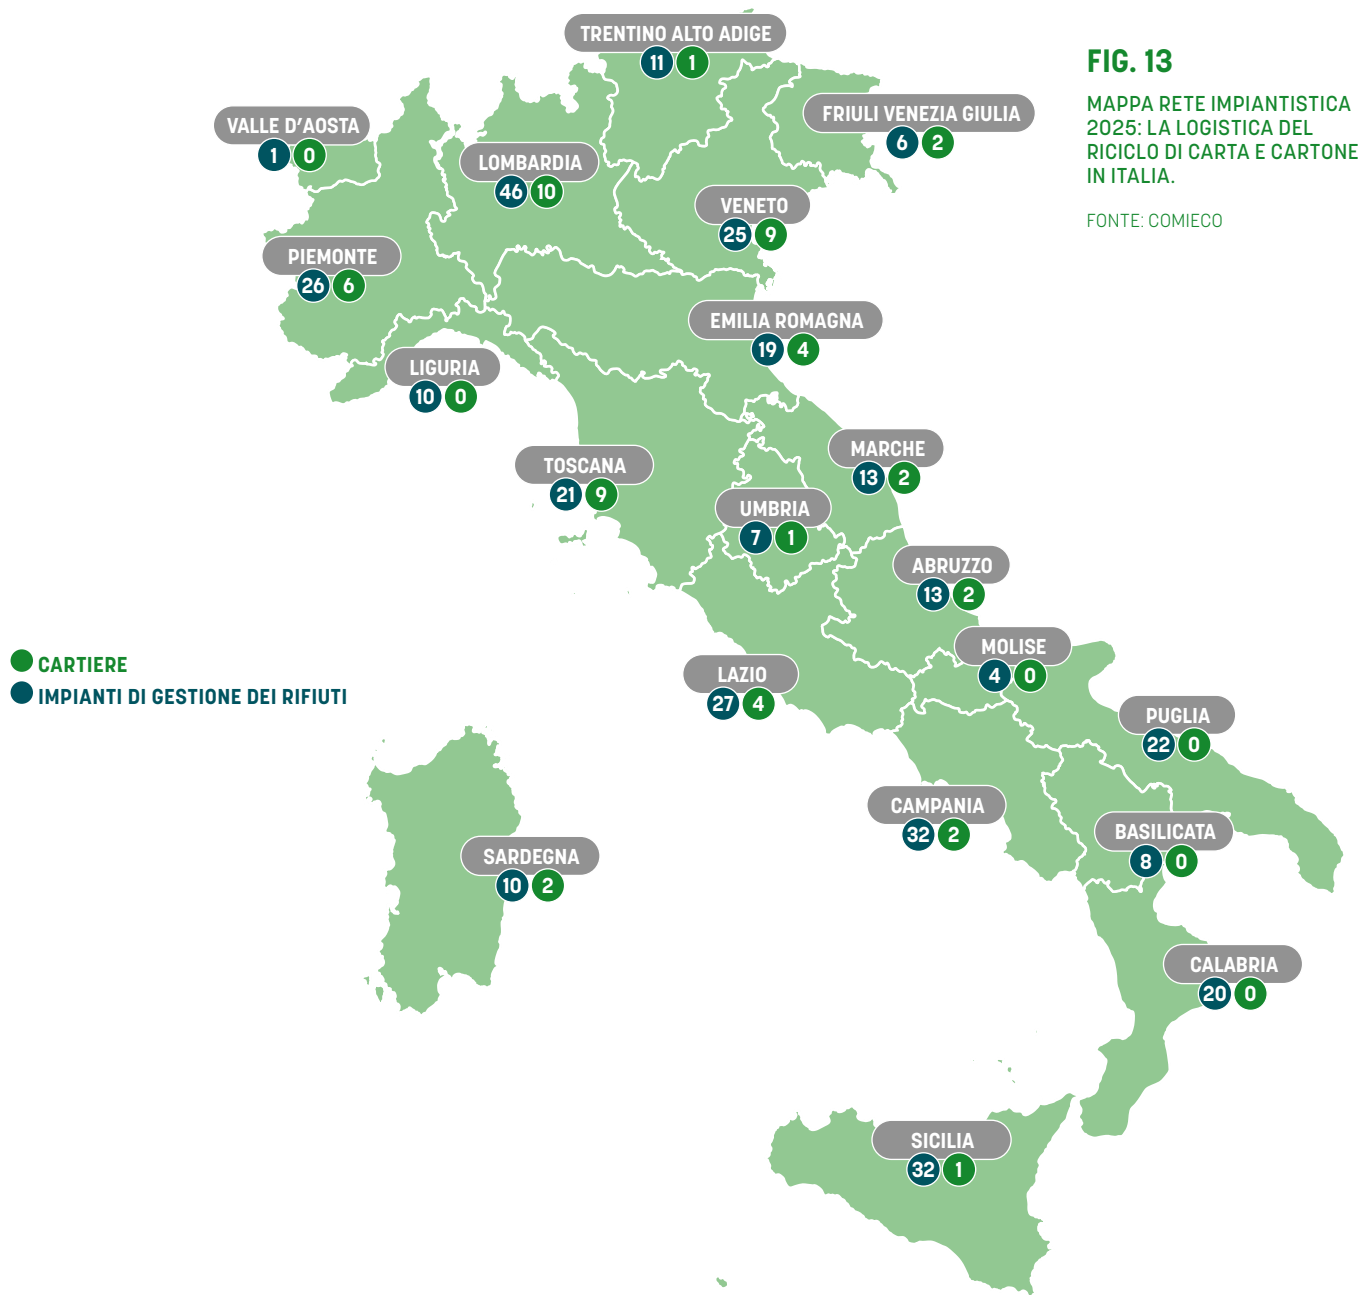 TRENTINO ALTO ADIGE
11 1
FIG. 13
MAPPA RETE IMPIANTISTICA
2025: LA LOGISTICA DEL
RICICLO DI CARTA E CARTONE
IN ITALIA.
FONTE: COMIECO
VALLE D'AOSTA
1 0
FRIULI VENEZIA GIULIA
6 2
LOMBARDIA
46 10
VENETO
25 9
PIEMONTE
26 6
EMILIA ROMAGNA
19 4
LIGURIA
10 0
TOSCANA
21 9
MARCHE
13 2
UMBRIA
7 1
ABRUZZO
13 2
MOLISE
4 0
CARTIERE
IMPIANTI DI GESTIONE DEI RIFIUTI
LAZIO
27 4
PUGLIA
22 0
CAMPANIA
32 2
BASILICATA
8 0
SARDEGNA
10 2
CALABRIA
20 0
SICILIA
32 1